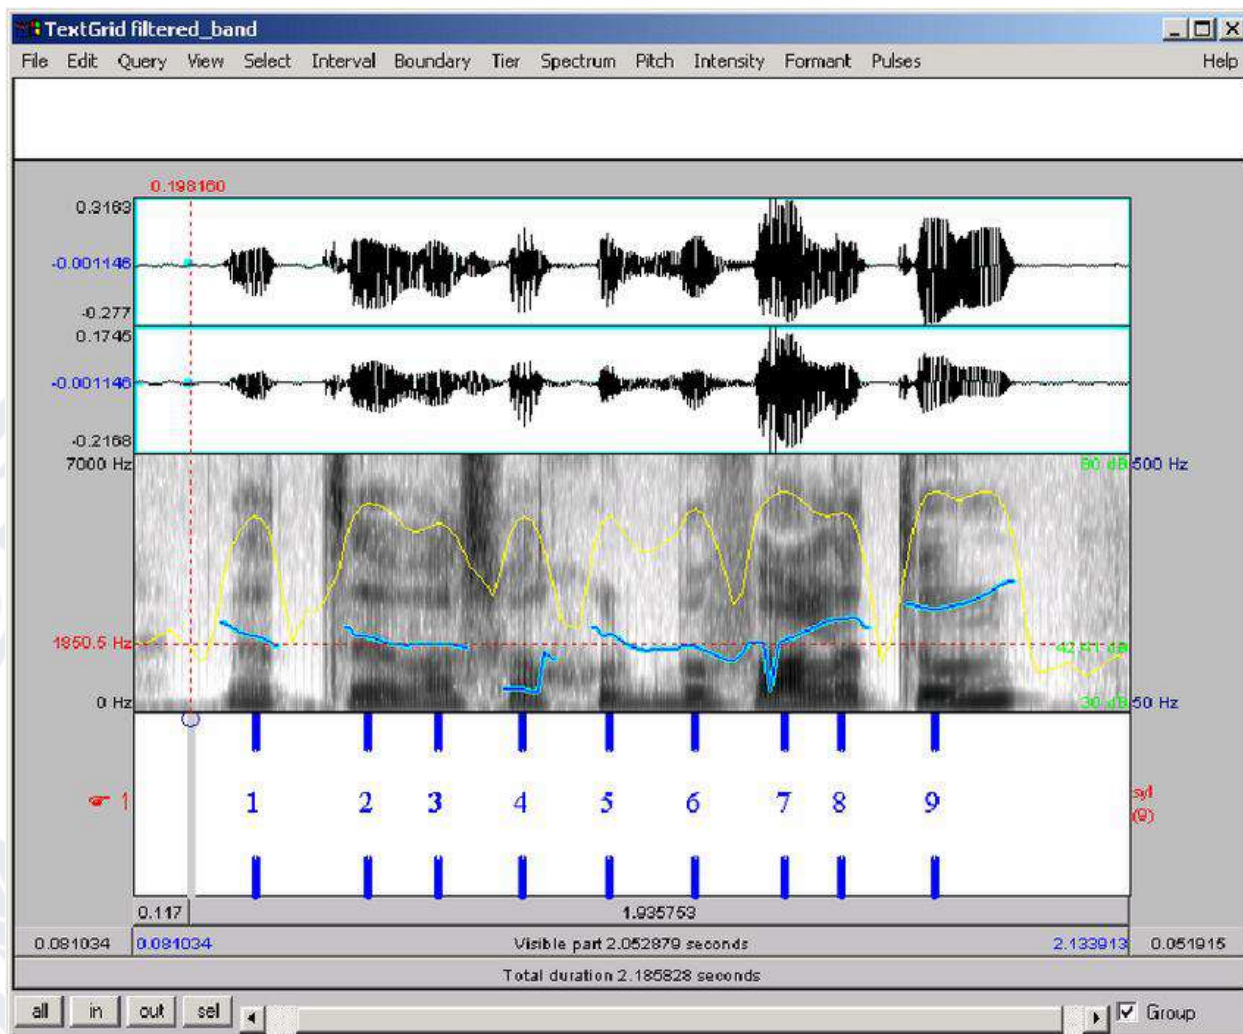 TextGrid filtered_band
File Edit Query View Select Interval Boundary Tier Spectrum Pitch Intensity Formant Pulses Help
0.198160
0.3163
-0.001146
-0.277
0.1745
-0.001146
-0.2168
7000 Hz 80 dB 500 Hz
1850.5 Hz 42.41 dB
0 Hz 30 dB 50 Hz
1 1 2 3 4 5 6 7 8 9 syl
(9)
0.117 1.935753
0.081034 0.081034 Visible part 2.052879 seconds 2.133913 0.051915
Total duration 2.185828 seconds
all in out sel Group